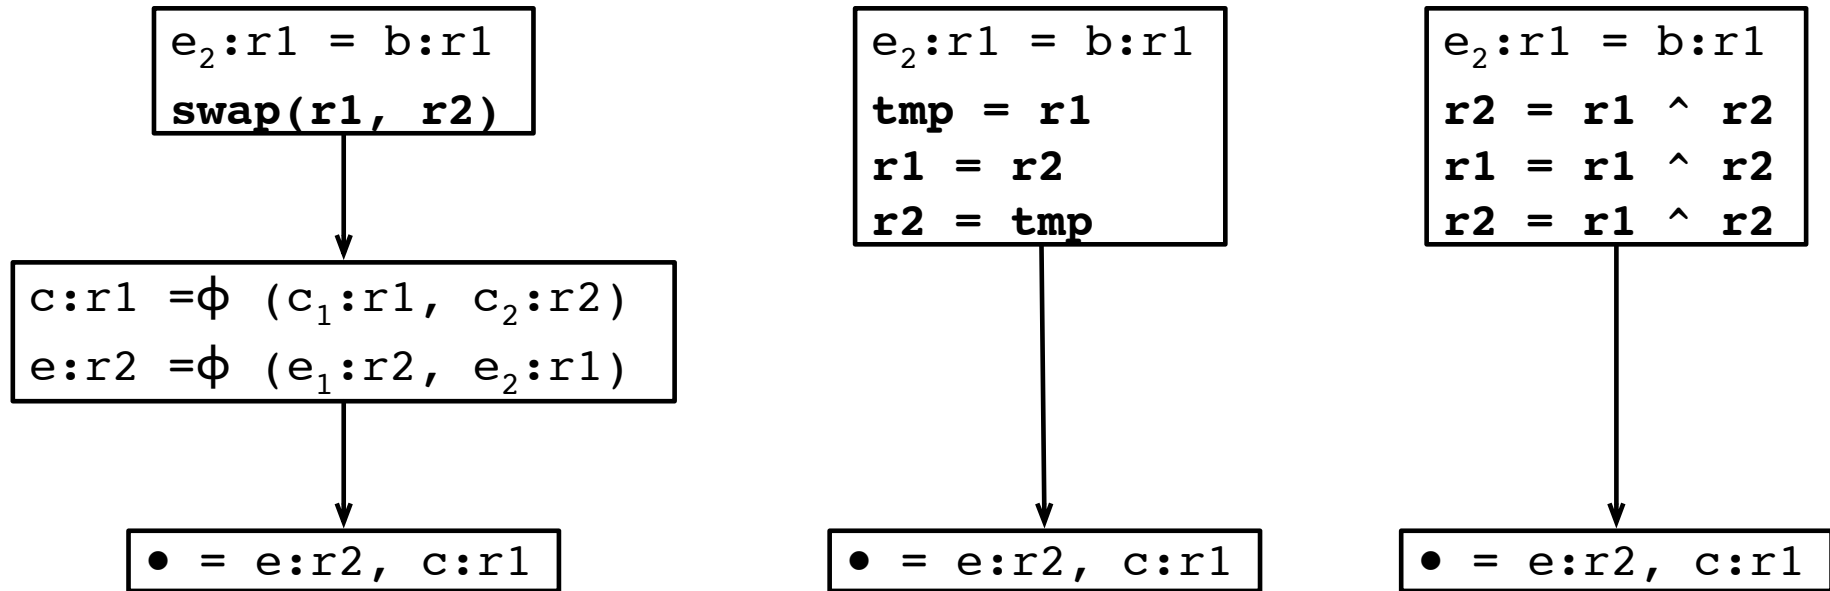 e₂:r1 = b:r1
swap(r1, r2)
c:r1 =ϕ (c₁:r1, c₂:r2)
e:r2 =ϕ (e₁:r2, e₂:r1)
● = e:r2, c:r1
e₂:r1 = b:r1
tmp = r1
r1 = r2
r2 = tmp
● = e:r2, c:r1
e₂:r1 = b:r1
r2 = r1 ^ r2
r1 = r1 ^ r2
r2 = r1 ^ r2
● = e:r2, c:r1